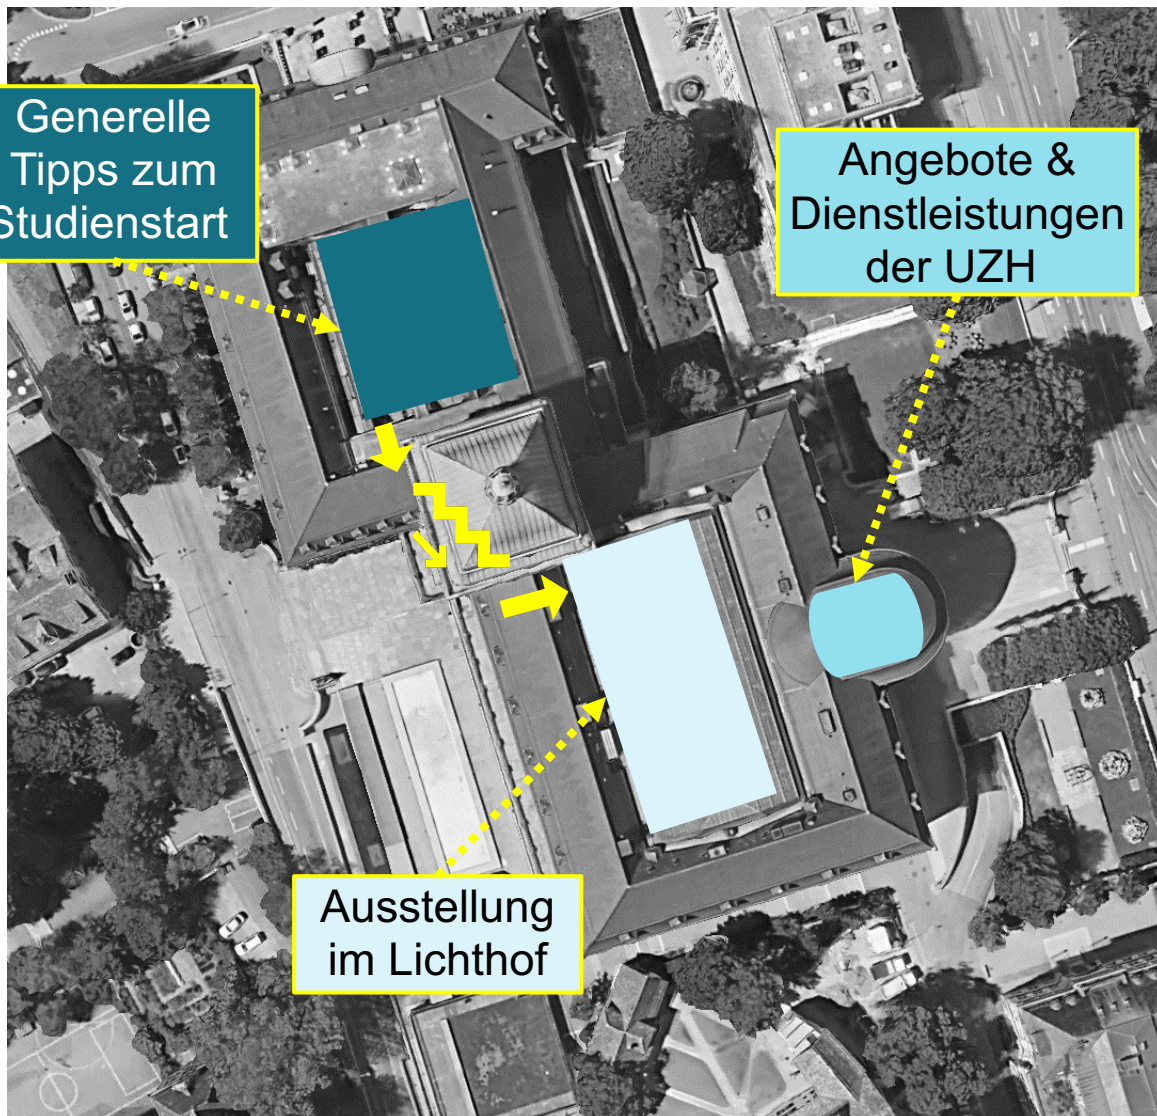 Generelle
Tipps zum
Studienstart
Angebote &
Dienstleistungen
der UZH
Ausstellung
im Lichthof